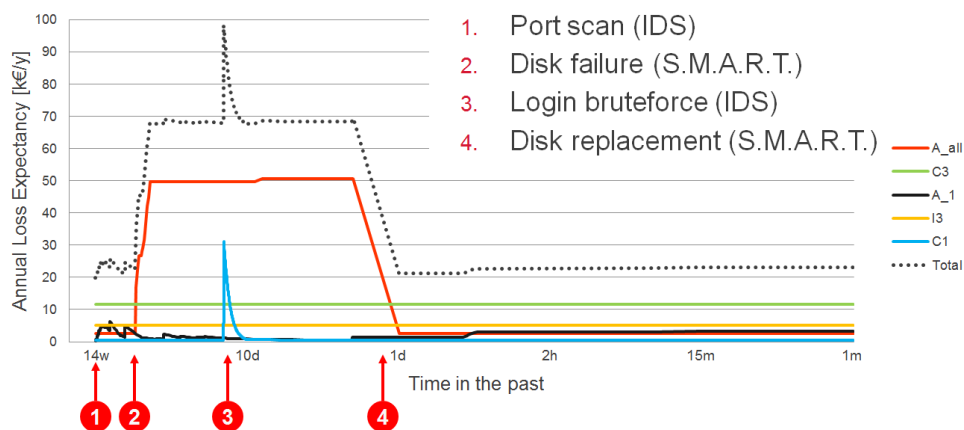 100
90
80
70
60
50
40
30
20
10
0
Annual Loss Expectancy [k€/y]
1. Port scan (IDS)
2. Disk failure (S.M.A.R.T.)
3. Login bruteforce (IDS)
4. Disk replacement (S.M.A.R.T.)
A_all
C3
A_1
I3
C1
Total
14w 10d 1d 2h 15m 1m
Time in the past
1 2 3 4